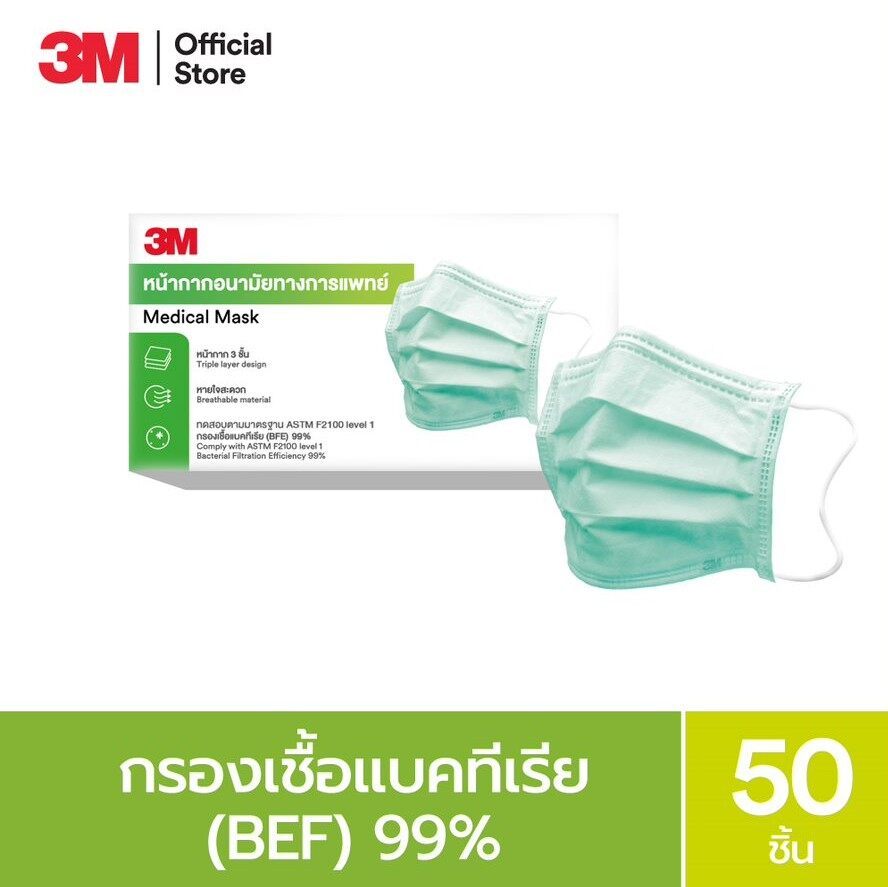 3M
Official
Store
3M
หน้ากากอนามัยทางการแพทย์
Medical Mask
หน้ากาก 3 ชั้น
Triple layer design
หายใจสะดวก
Breathable material
ทดสอบตามมาตรฐาน ASTM F2100 level 1
กรองเชื้อแบคทีเรีย (BFE) 99%
Comply with ASTM F2100 level 1
Bacterial Filtration Efficiency 99%
3M
3M
กรองเชื้อแบคทีเรีย
(BEF) 99%
50
ชิ้น